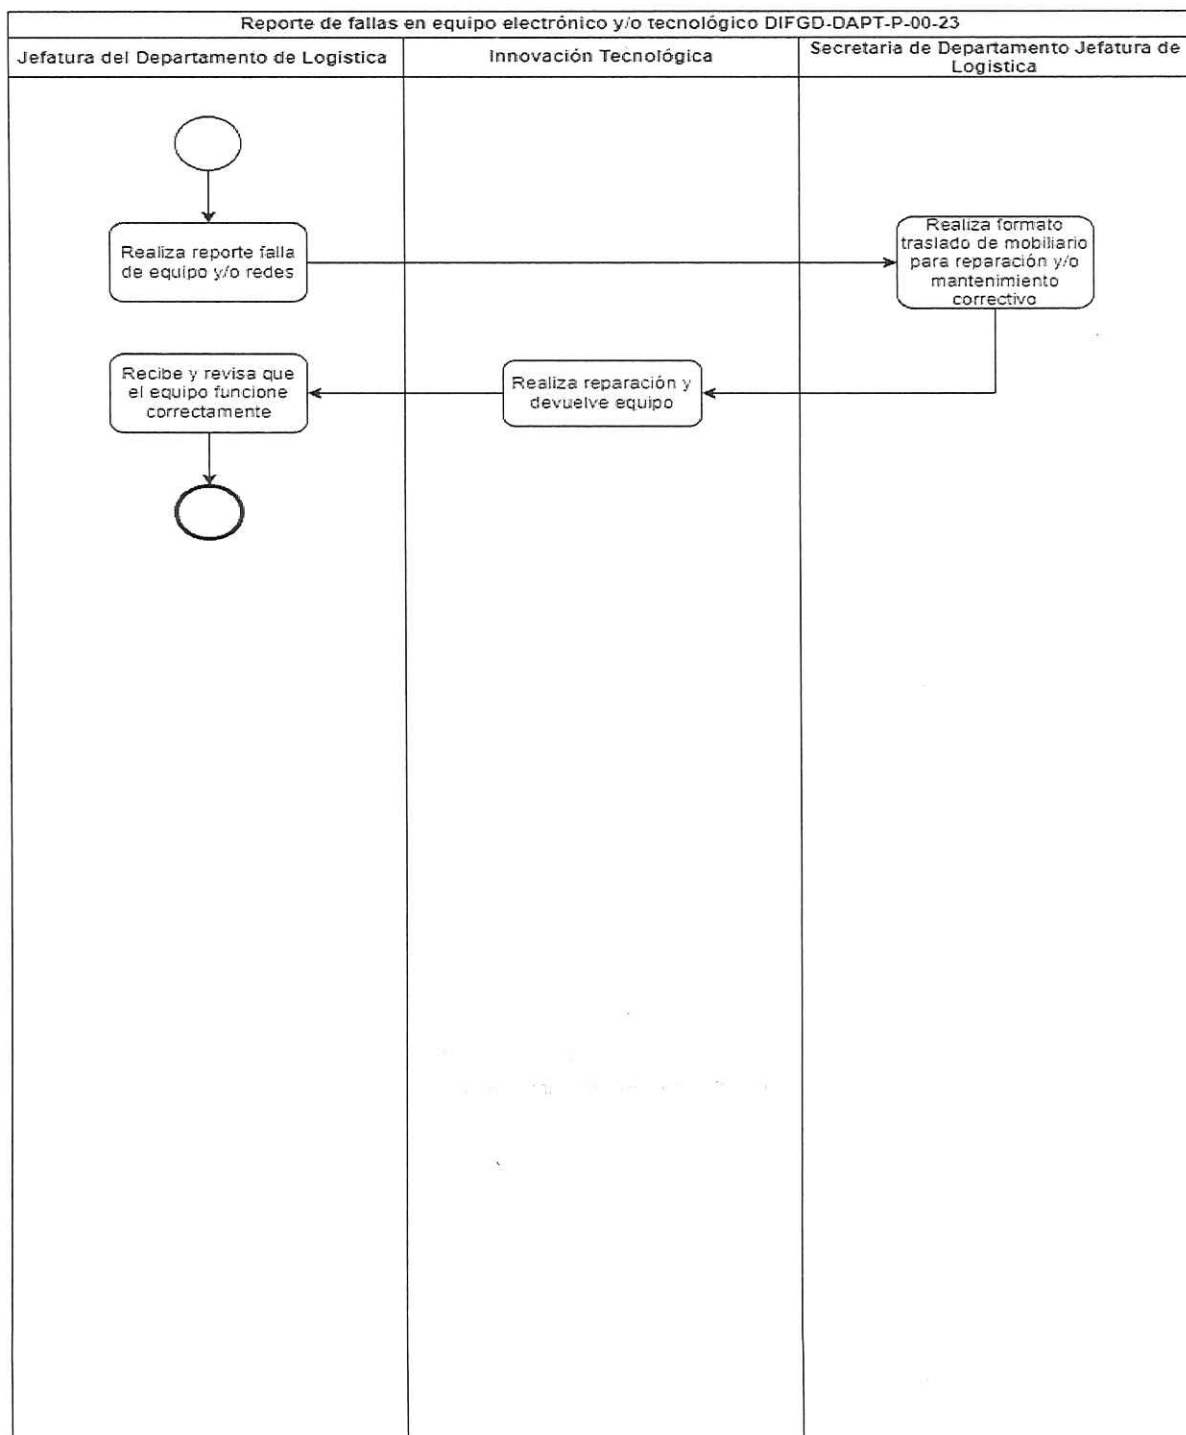 Reporte de fallas en equipo electrónico y/o tecnológico DIFGD-DAPT-P-00-23
Jefatura del Departamento de Logistica
Innovación Tecnológica
Secretaria de Departamento Jefatura de
Logistica
Realiza reporte falla
de equipo y/o redes
Realiza formato
traslado de mobiliario
para reparación y/o
mantenimiento
correctivo
Recibe y revisa que
el equipo funcione
correctamente
Realiza reparación y
devuelve equipo